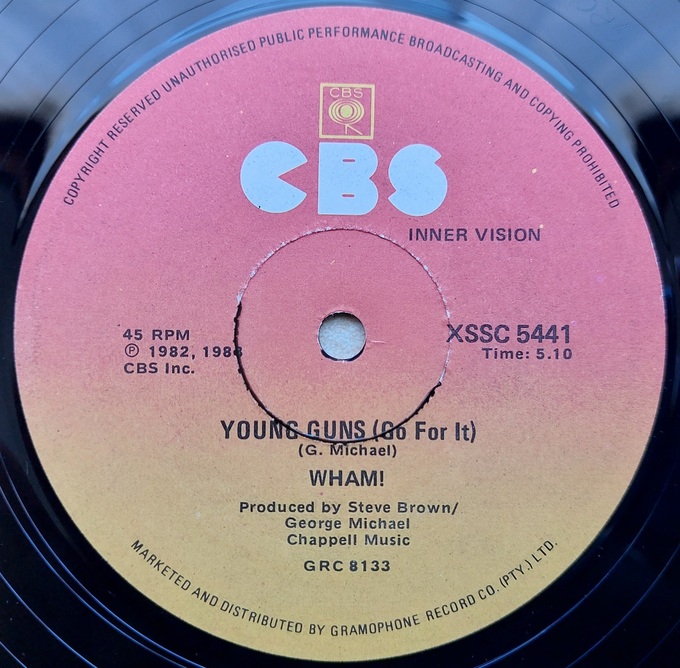 COPYRIGHT RESERVED UNAUTHORISED PUBLIC PERFORMANCE BROADCASTING AND COPYING PROHIBITED
CBS
CBS
INNER VISION
45 RPM
℗ 1982, 1983
CBS Inc.
XSSC 5441
Time: 5.10
YOUNG GUNS (Go For It)
(G. Michael)
WHAM!
Produced by Steve Brown/
George Michael
Chappell Music
GRC 8133
MARKETED AND DISTRIBUTED BY GRAMOPHONE RECORD CO. (PTY.) LTD.